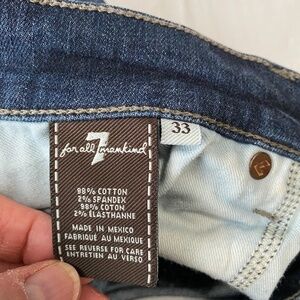 33
7
for all mankind
98% COTTON
2% SPANDEX
98% COTON
2% ELASTHANNE
MADE IN MEXICO
FABRIQUÉ AU MEXIQUE
SEE REVERSE FOR CARE
ENTRETIEN AU VERSO